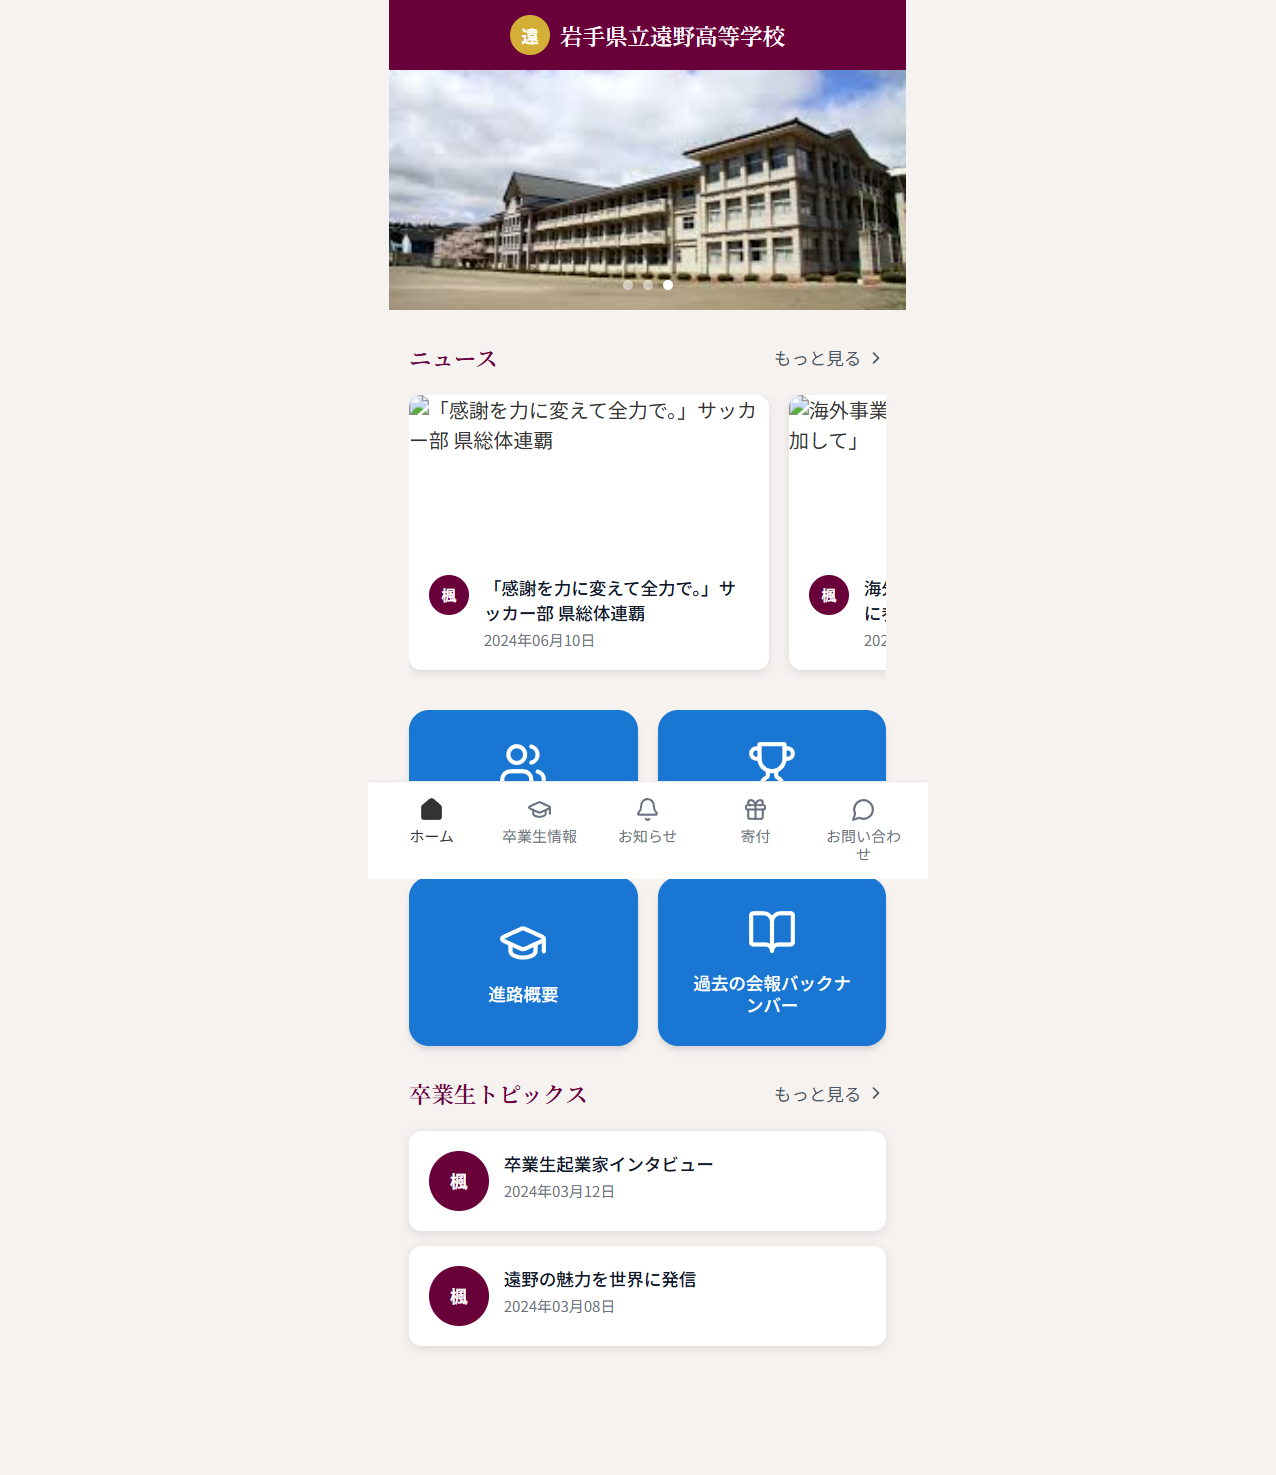 遠 岩手県立遠野高等学校
ニュース
もっと見る
「感謝を力に変えて全力で。」サッカ
ー部 県総体連覇
海外事業
加して」
楓
「感謝を力に変えて全力で。」サ
ッカー部 県総体連覇
2024年06月10日
楓
海
に
202
ホーム
卒業生情報
お知らせ
寄付
お問い合わ
せ
進路概要
過去の会報バックナ
ンバー
卒業生トピックス
もっと見る
楓
卒業生起業家インタビュー
2024年03月12日
楓
遠野の魅力を世界に発信
2024年03月08日